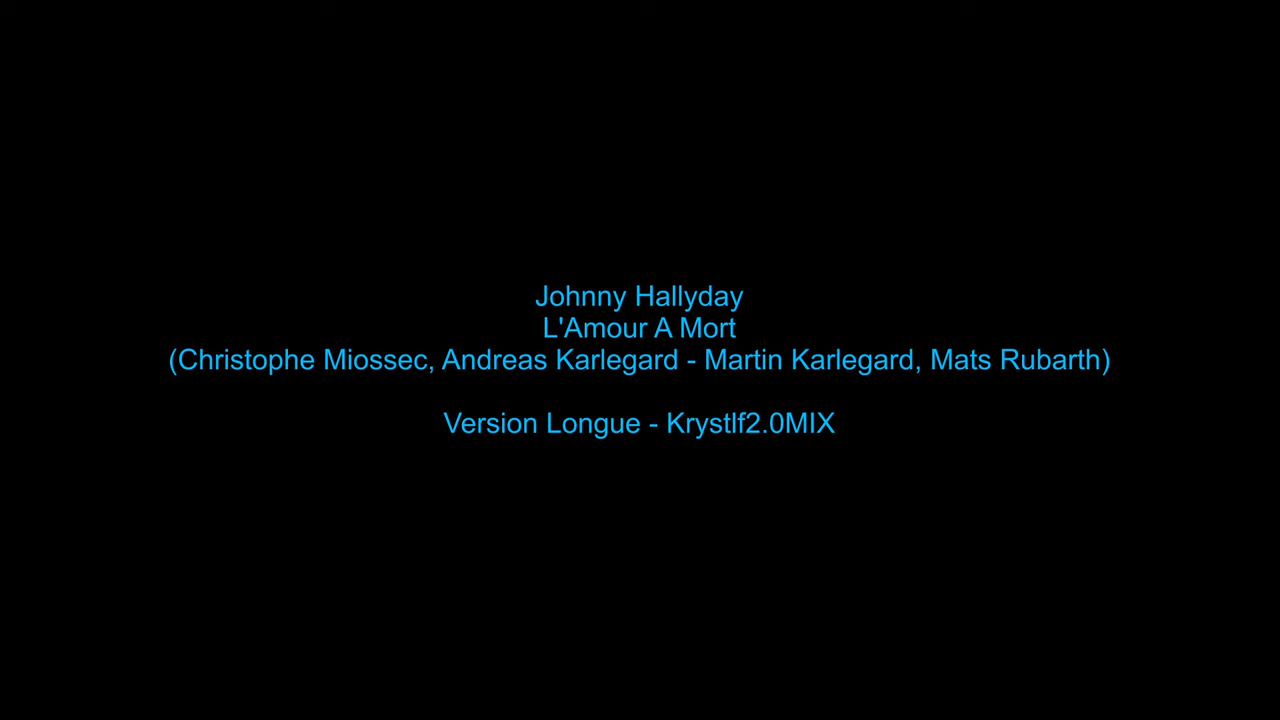 Johnny Hallyday
L'Amour A Mort
(Christophe Miossec, Andreas Karlegard - Martin Karlegard, Mats Rubarth)
Version Longue - Krystlf2.0MIX